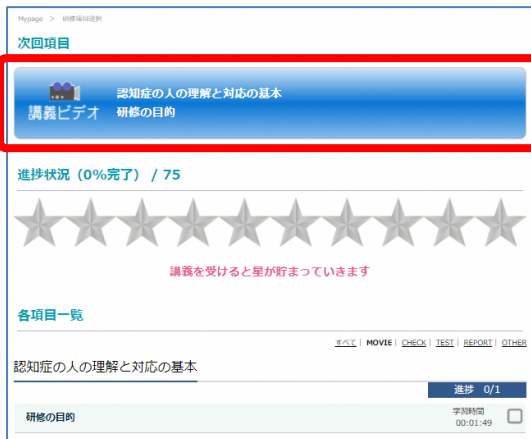 Mypage > 研修項目選択
次回項目
認知症の人の理解と対応の基本
講義ビデオ 研修の目的
進捗状況（0%完了）/ 75
講義を受けると星が貯まっていきます
各項目一覧
すべて | MOVIE | CHECK | TEST | REPORT | OTHER
認知症の人の理解と対応の基本
進捗 0/1
研修の目的
学習時間
00:01:49